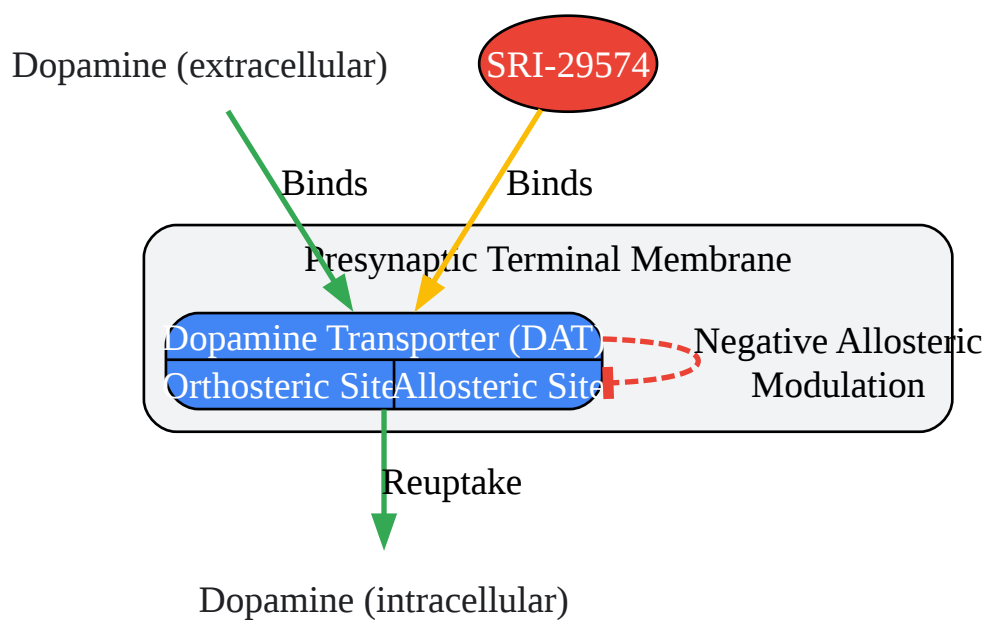 Dopamine (extracellular)
SRI-29574
Binds
Binds
Presynaptic Terminal Membrane
Dopamine Transporter (DAT)
Orthosteric Site
Allosteric Site
Negative Allosteric
Modulation
Reuptake
Dopamine (intracellular)